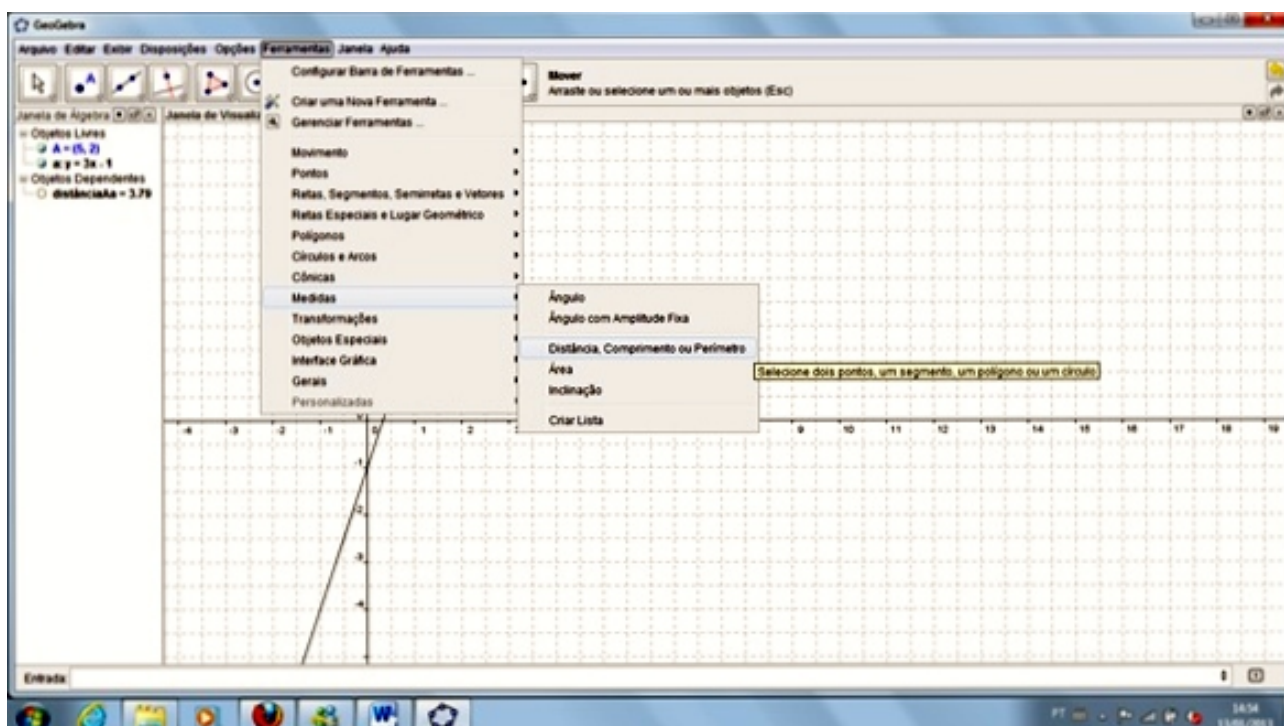 GeoGebra
Arquivo Editar Exibir Disposições Opções Ferramentas Janela Ajuda
Configurar Barra de Ferramentas ...
Criar uma Nova Ferramenta ...
Gerenciar Ferramentas ...
Mover
Arraste ou selecione um ou mais objetos (Esc)
Janela de Álgebra
Objetos Livres
A = (5, 2)
a: y = 3x - 1
Objetos Dependentes
distânciaAa = 3.79
Janela de Visualiz
Movimento
Pontos
Retas, Segmentos, Semirretas e Vetores
Retas Especiais e Lugar Geométrico
Polígonos
Círculos e Arcos
Cônicas
Medidas
Transformações
Objetos Especiais
Interface Gráfica
Gerais
Personalizadas
Ângulo
Ângulo com Amplitude Fixa
Distância, Comprimento ou Perímetro
Área
Inclinação
Criar Lista
Selecione dois pontos, um segmento, um polígono ou um círculo
-4 -3 -2 -1 0 1 2 9 10 11 12 13 14 15 16 17 18 19
-1
-2
-3
-4
Entrada:
PT
14:54